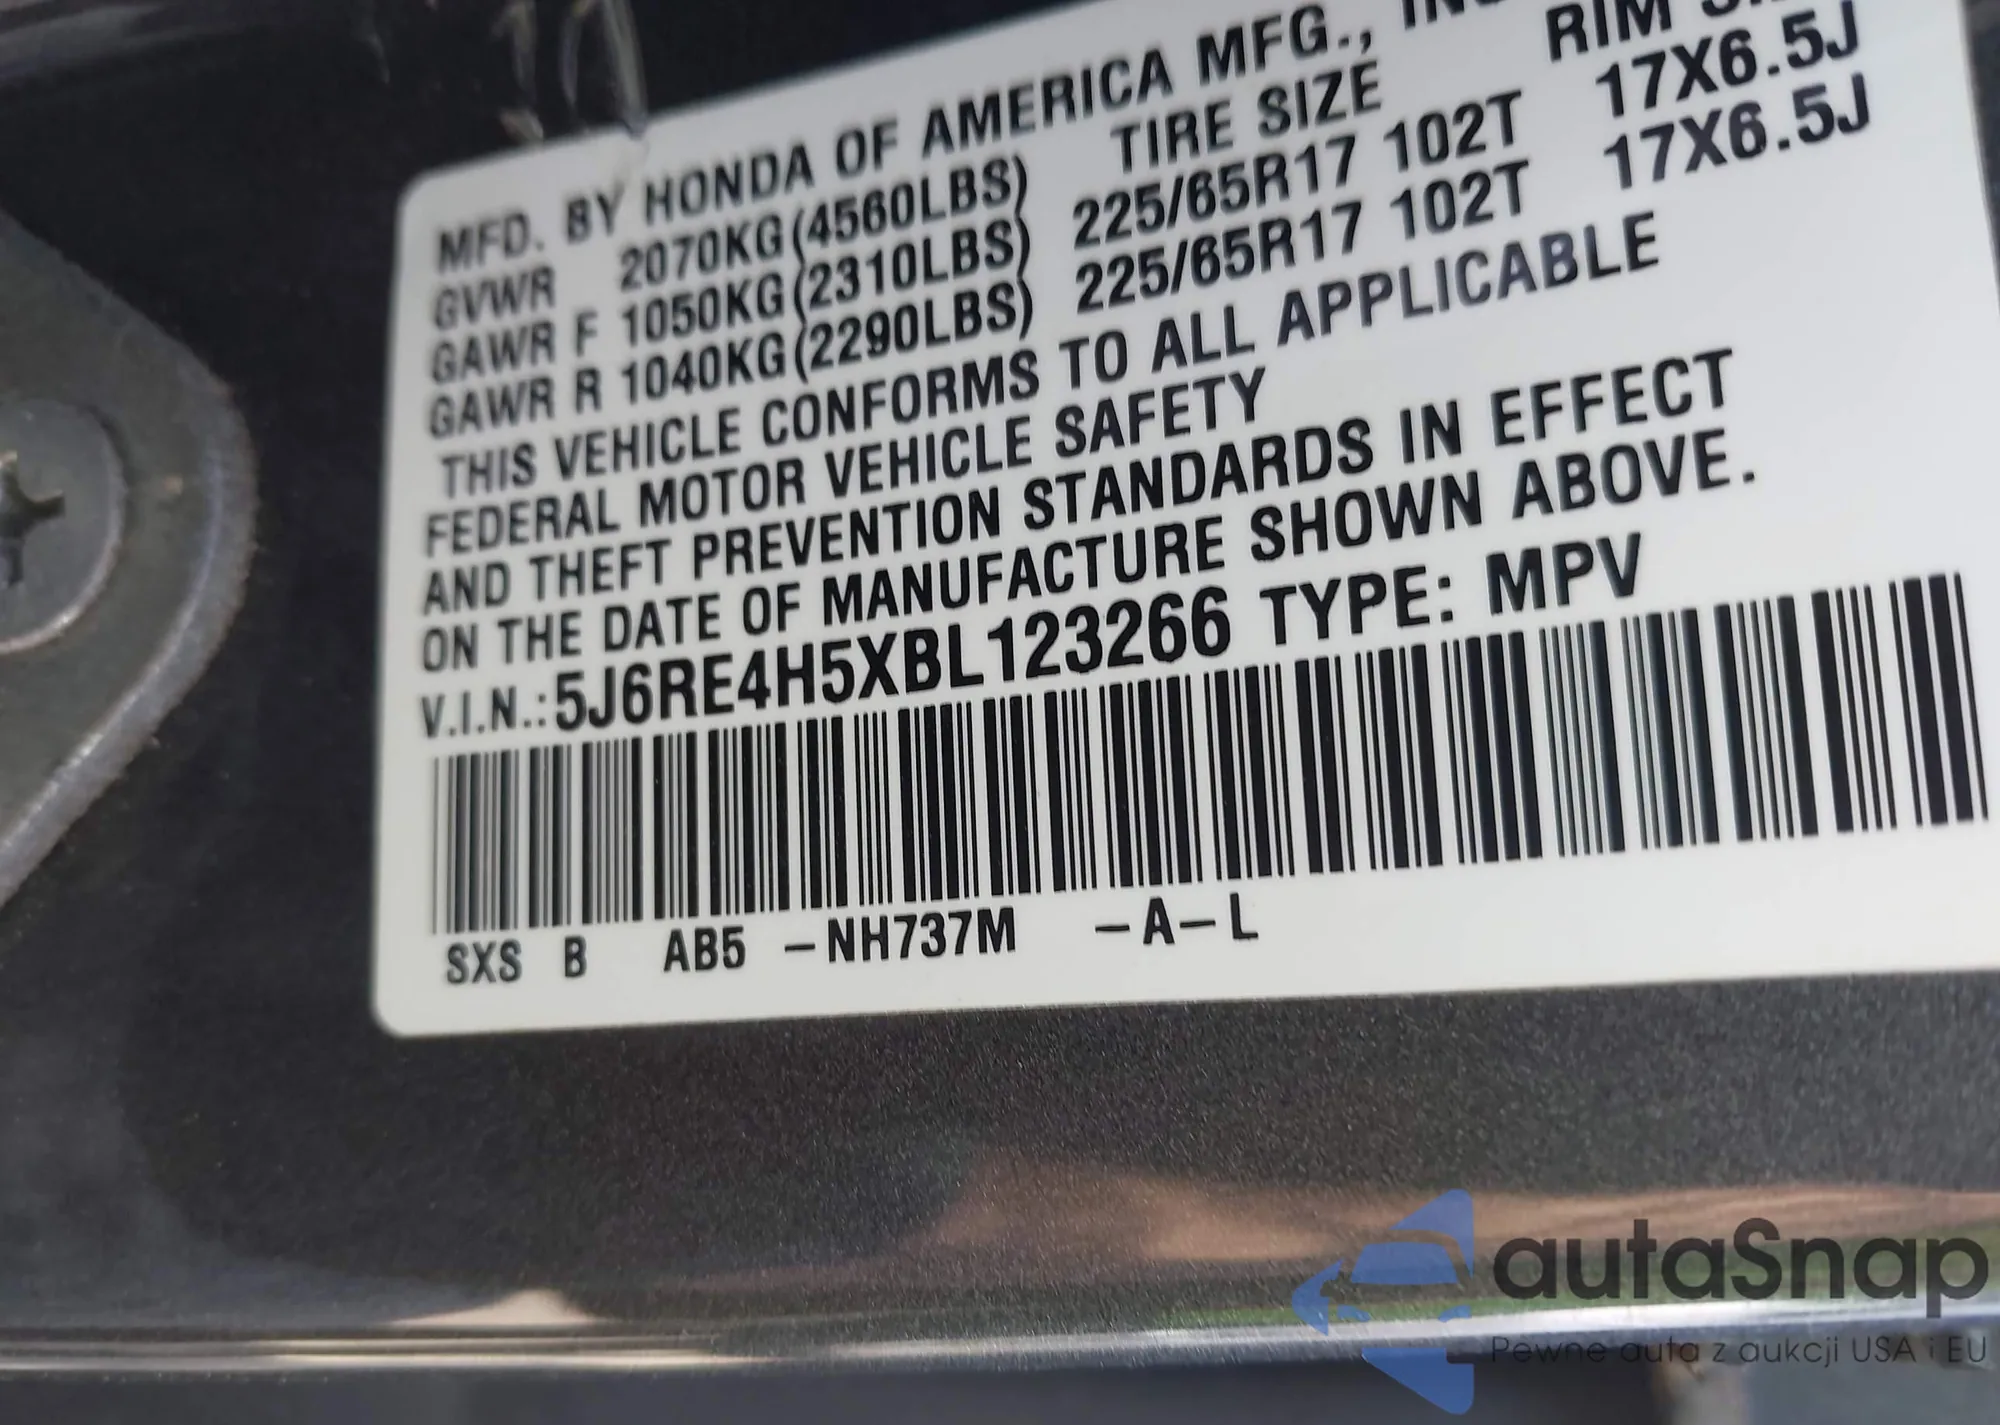 MFD. BY HONDA OF AMERICA MFG.,
TIRE SIZE RIM
GVWR 2070KG(4560LBS) 225/65R17 102T 17X6.5J
GAWR F 1050KG(2310LBS) 225/65R17 102T 17X6.5J
GAWR R 1040KG(2290LBS)
THIS VEHICLE CONFORMS TO ALL APPLICABLE
FEDERAL MOTOR VEHICLE SAFETY
AND THEFT PREVENTION STANDARDS IN EFFECT
ON THE DATE OF MANUFACTURE SHOWN ABOVE.
V.I.N.:5J6RE4H5XBL123266 TYPE: MPV
SXS B AB5 -NH737M -A-L
autaSnap
Pewne auta z aukcji USA i EU